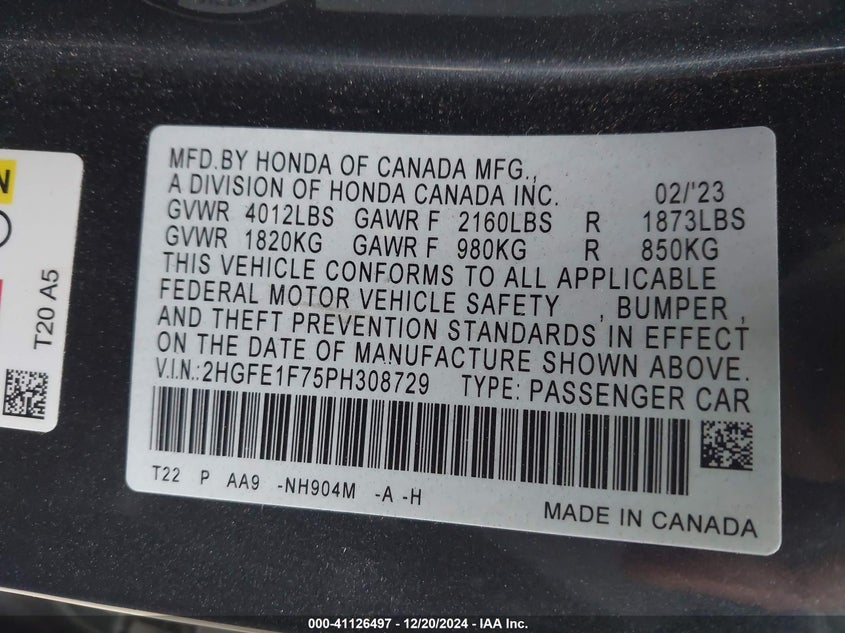 MFD.BY HONDA OF CANADA MFG.,
A DIVISION OF HONDA CANADA INC. 02/'23
GVWR 4012LBS GAWR F 2160LBS R 1873LBS
GVWR 1820KG GAWR F 980KG R 850KG
THIS VEHICLE CONFORMS TO ALL APPLICABLE
FEDERAL MOTOR VEHICLE SAFETY , BUMPER ,
AND THEFT PREVENTION STANDARDS IN EFFECT
ON THE DATE OF MANUFACTURE SHOWN ABOVE.
V.I.N.:2HGFE1F75PH308729 TYPE: PASSENGER CAR
T22 P AA9 -NH904M -A -H
MADE IN CANADA
T20 A5
000-41126497 - 12/20/2024 - IAA Inc.